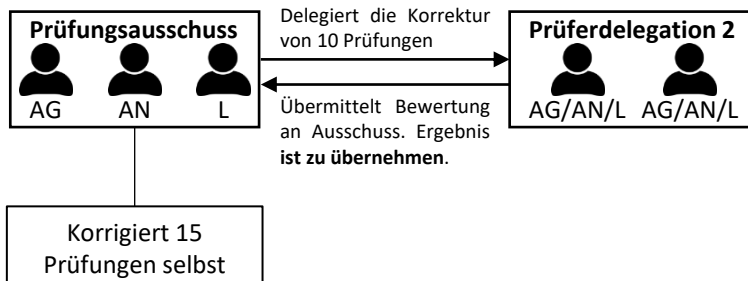 Prüfungsausschuss
AG AN L
Delegiert die Korrektur
von 10 Prüfungen
Übermittelt Bewertung
an Ausschuss. Ergebnis
ist zu übernehmen.
Prüferdelegation 2
AG/AN/L AG/AN/L
Korrigiert 15
Prüfungen selbst